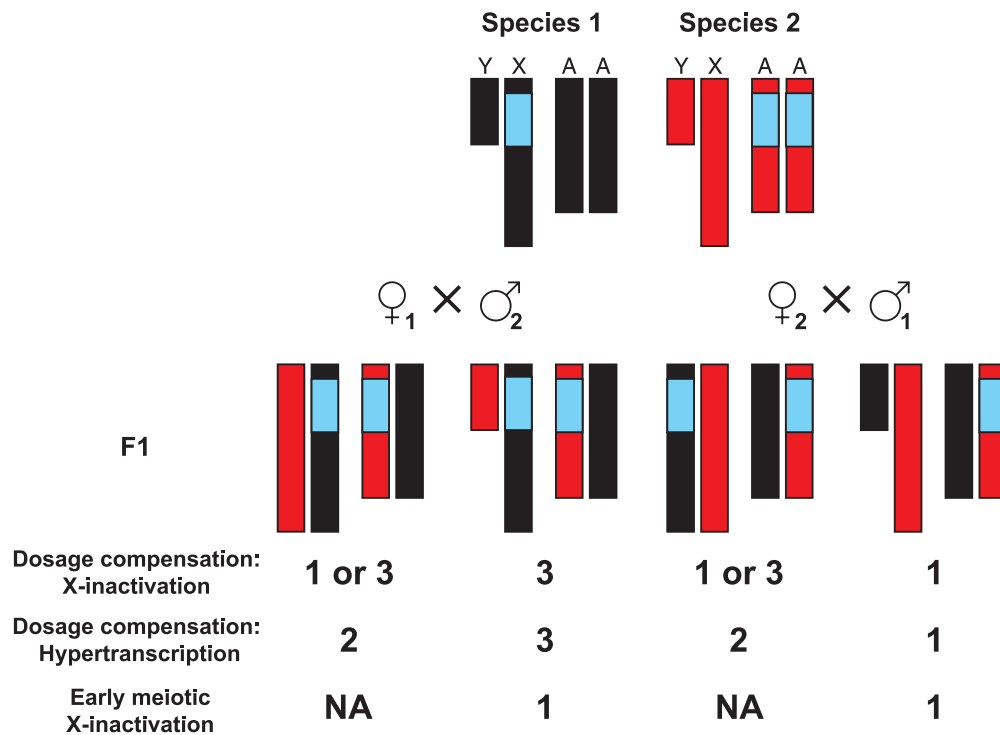 Species 1 Species 2
Y X A A Y X A A
♀1 × ♂2 ♀2 × ♂1
F1
Dosage compensation:
X-inactivation
1 or 3 3 1 or 3 1
Dosage compensation:
Hypertranscription
2 3 2 1
Early meiotic
X-inactivation
NA 1 NA 1